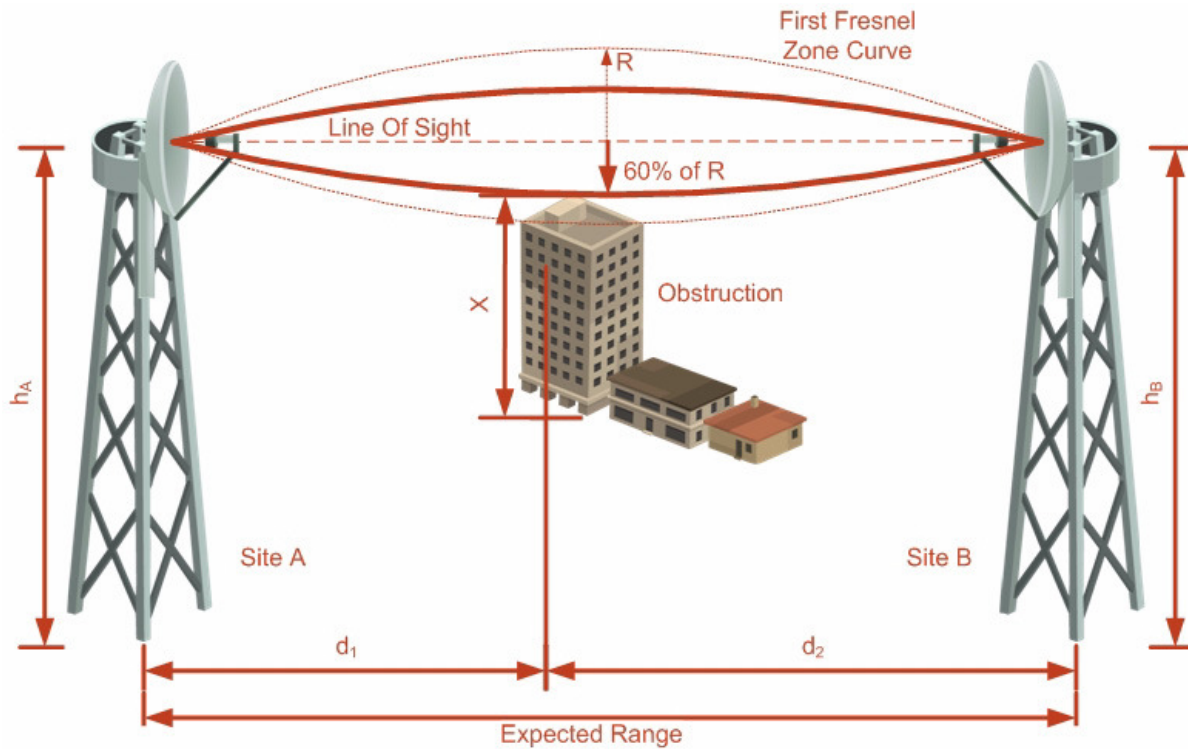 First Fresnel
Zone Curve
R
Line Of Sight
60% of R
X
Obstruction
hA
hB
Site A
Site B
d1
d2
Expected Range